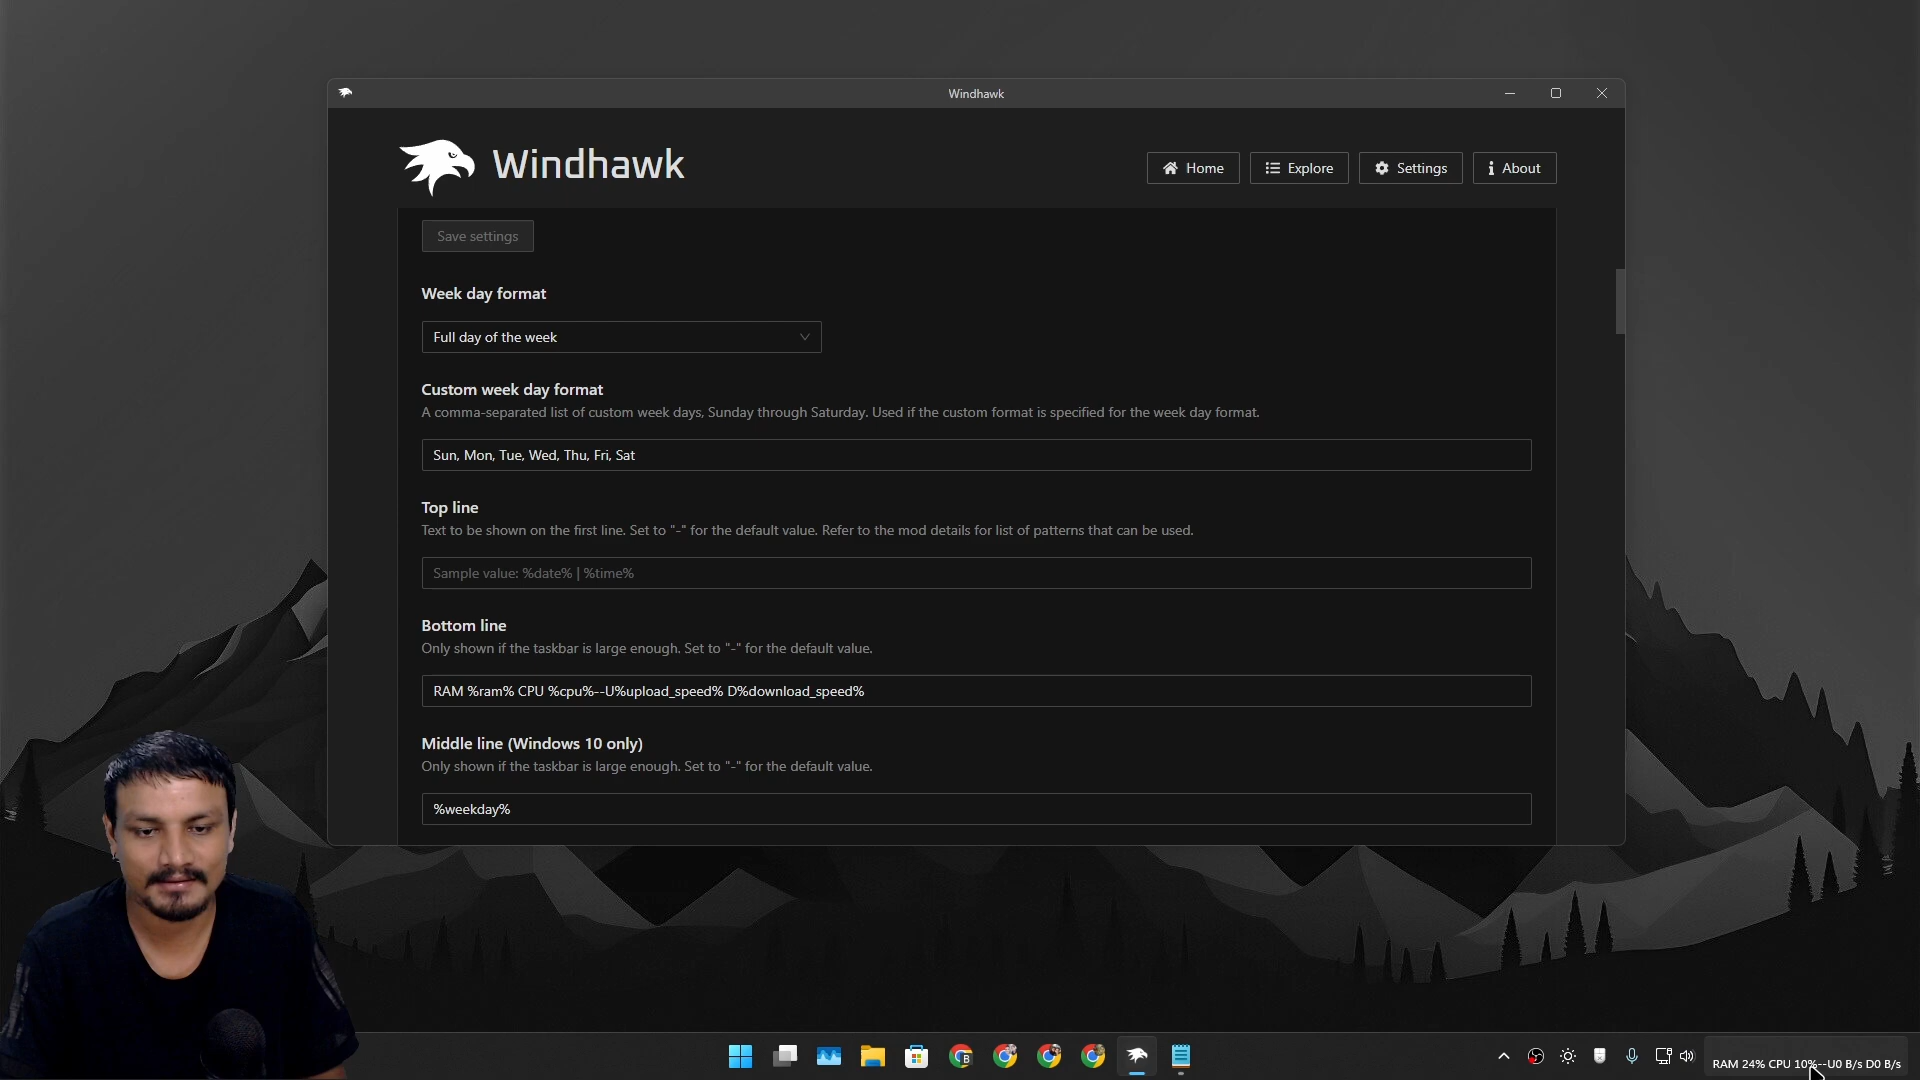 Windhawk
Windhawk
Home
Explore
Settings
About
Save settings
Week day format
Full day of the week
Custom week day format
A comma-separated list of custom week days, Sunday through Saturday. Used if the custom format is specified for the week day format.
Sun, Mon, Tue, Wed, Thu, Fri, Sat
Top line
Text to be shown on the first line. Set to "-" for the default value. Refer to the mod details for list of patterns that can be used.
Sample value: %date% | %time%
Bottom line
Only shown if the taskbar is large enough. Set to "-" for the default value.
RAM %ram% CPU %cpu%--U%upload_speed% D%download_speed%
Middle line (Windows 10 only)
Only shown if the taskbar is large enough. Set to "-" for the default value.
%weekday%
B
RAM 24% CPU 10%--U0 B/s D0 B/s